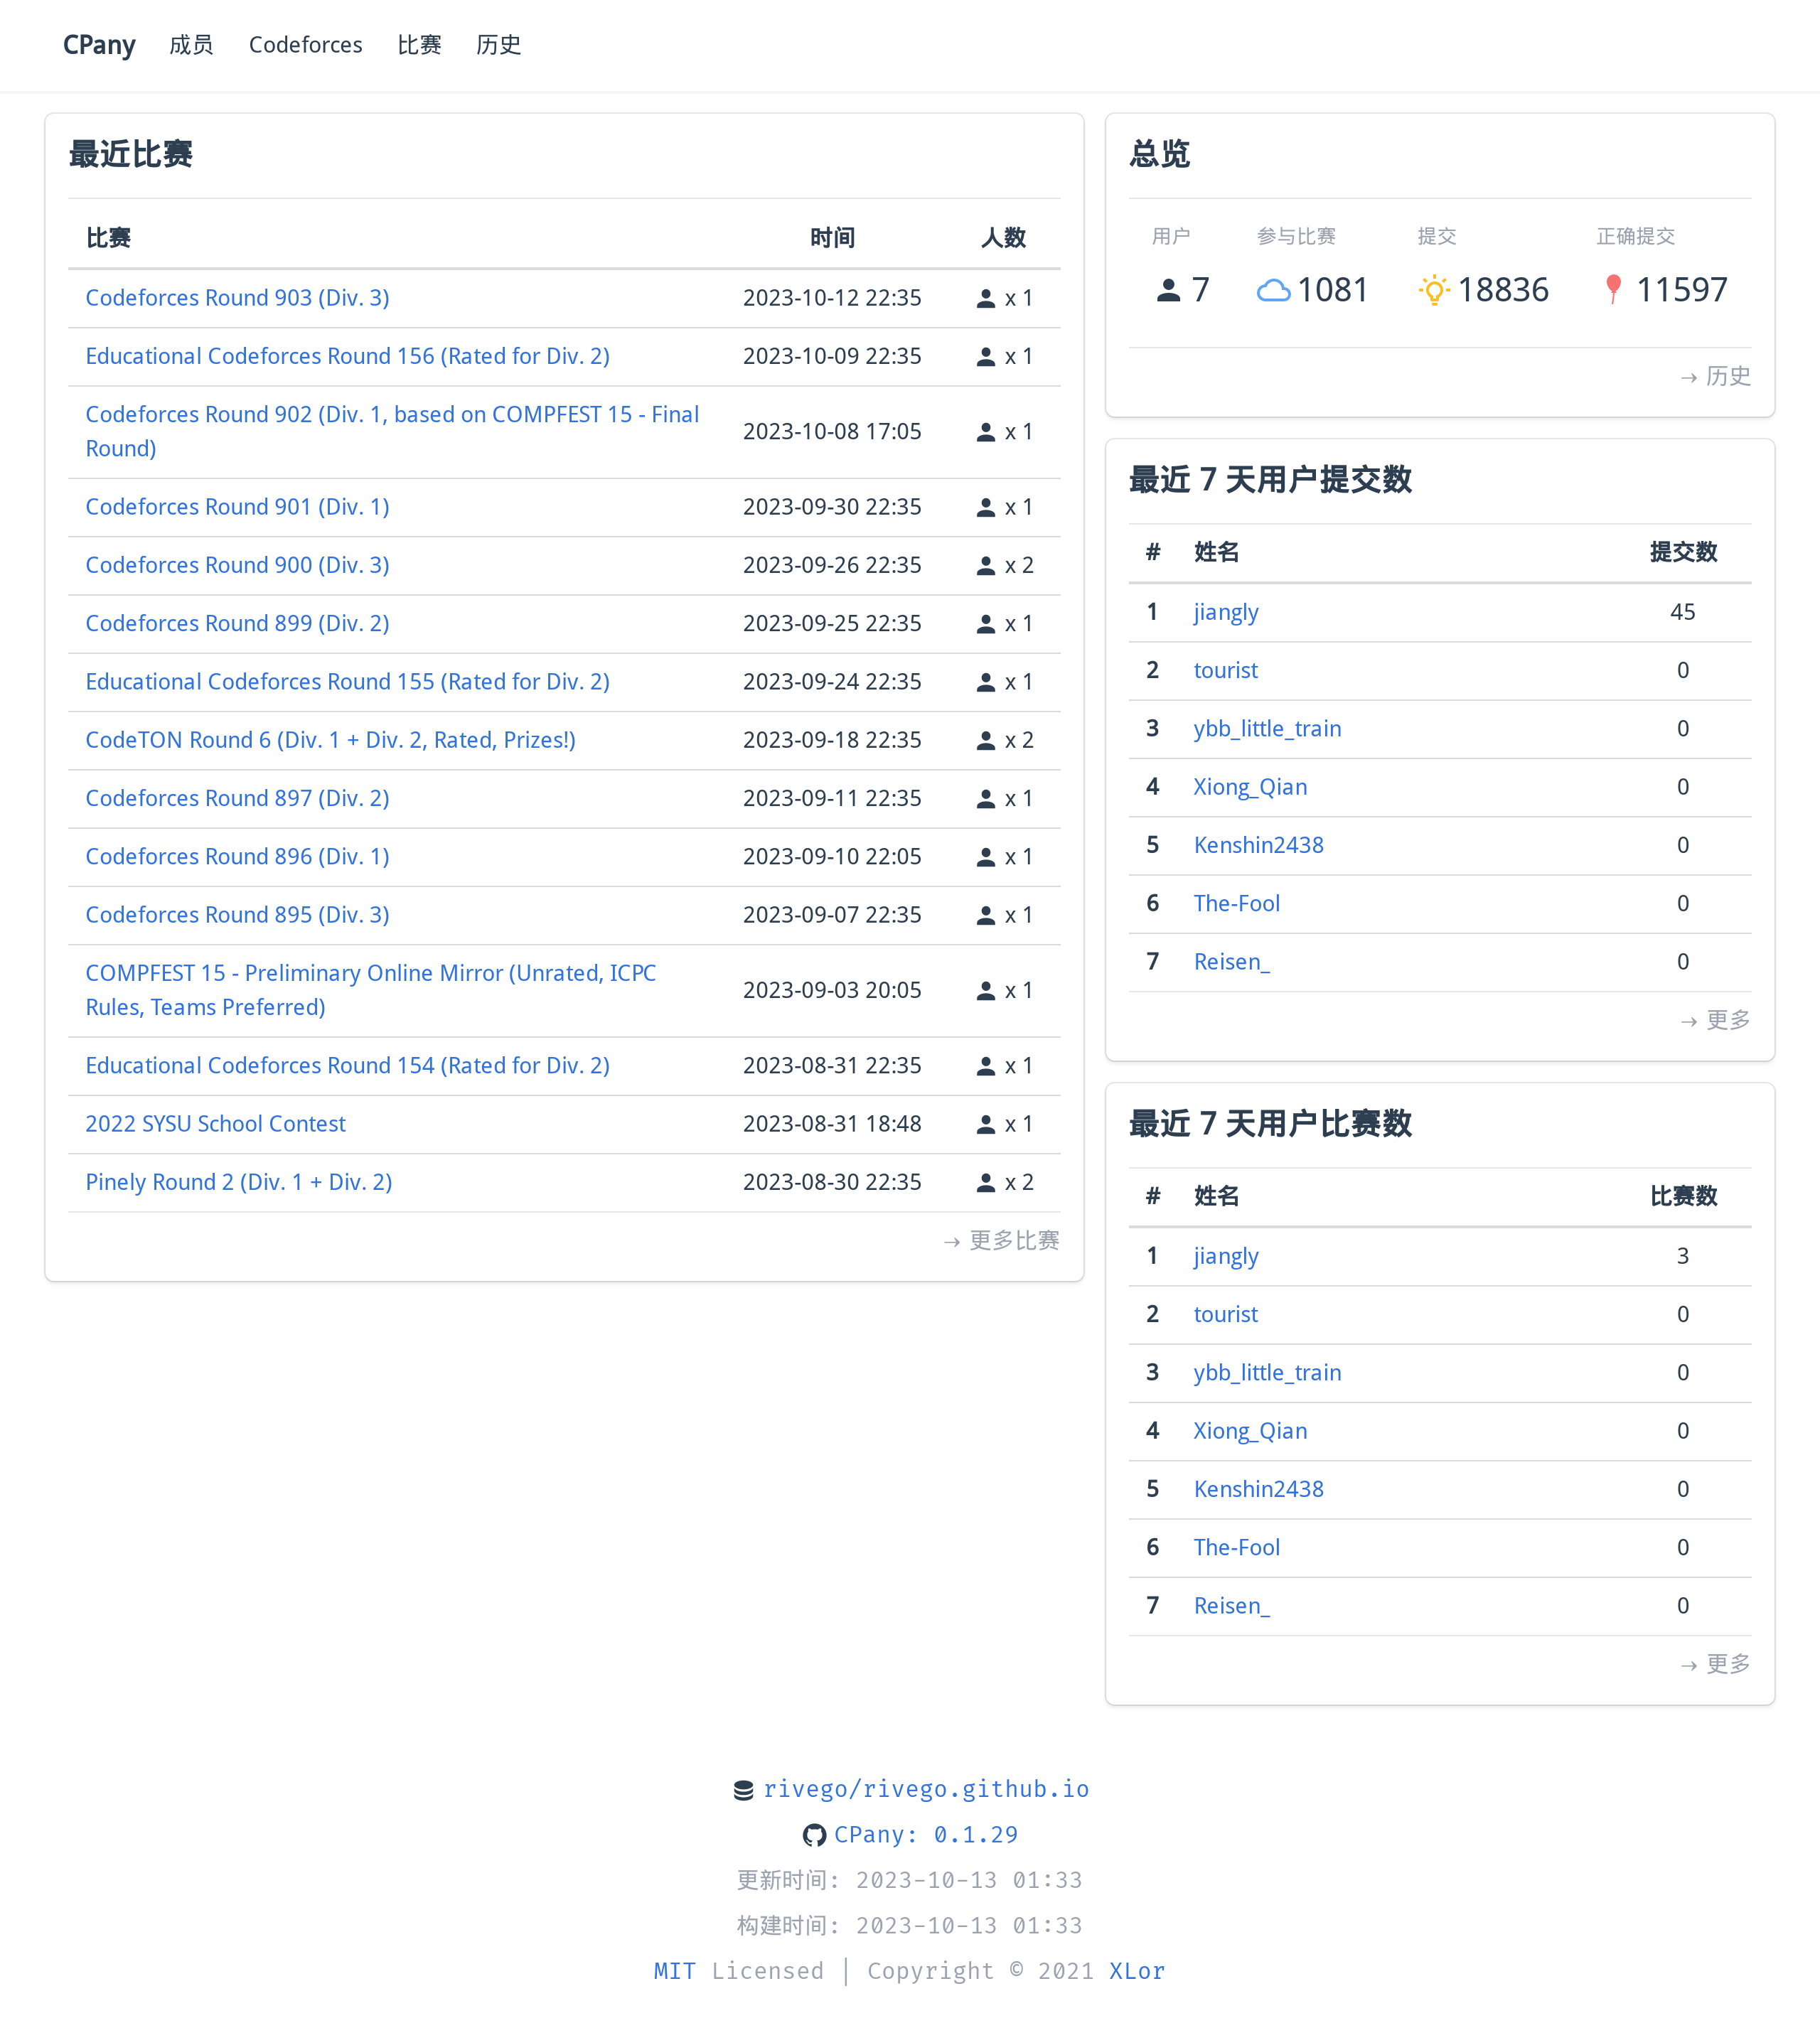 CPany 成员 Codeforces 比赛 历史
最近比赛
比赛 时间 人数
Codeforces Round 903 (Div. 3) 2023-10-12 22:35 x 1
Educational Codeforces Round 156 (Rated for Div. 2) 2023-10-09 22:35 x 1
Codeforces Round 902 (Div. 1, based on COMPFEST 15 - Final
Round) 2023-10-08 17:05 x 1
Codeforces Round 901 (Div. 1) 2023-09-30 22:35 x 1
Codeforces Round 900 (Div. 3) 2023-09-26 22:35 x 2
Codeforces Round 899 (Div. 2) 2023-09-25 22:35 x 1
Educational Codeforces Round 155 (Rated for Div. 2) 2023-09-24 22:35 x 1
CodeTON Round 6 (Div. 1 + Div. 2, Rated, Prizes!) 2023-09-18 22:35 x 2
Codeforces Round 897 (Div. 2) 2023-09-11 22:35 x 1
Codeforces Round 896 (Div. 1) 2023-09-10 22:05 x 1
Codeforces Round 895 (Div. 3) 2023-09-07 22:35 x 1
COMPFEST 15 - Preliminary Online Mirror (Unrated, ICPC
Rules, Teams Preferred) 2023-09-03 20:05 x 1
Educational Codeforces Round 154 (Rated for Div. 2) 2023-08-31 22:35 x 1
2022 SYSU School Contest 2023-08-31 18:48 x 1
Pinely Round 2 (Div. 1 + Div. 2) 2023-08-30 22:35 x 2
→ 更多比赛
总览
用户 参与比赛 提交 正确提交
7 1081 18836 11597
→ 历史
最近 7 天用户提交数
# 姓名 提交数
1 jiangly 45
2 tourist 0
3 ybb_little_train 0
4 Xiong_Qian 0
5 Kenshin2438 0
6 The-Fool 0
7 Reisen_ 0
→ 更多
最近 7 天用户比赛数
# 姓名 比赛数
1 jiangly 3
2 tourist 0
3 ybb_little_train 0
4 Xiong_Qian 0
5 Kenshin2438 0
6 The-Fool 0
7 Reisen_ 0
→ 更多
rivego/rivego.github.io
CPany: 0.1.29
更新时间: 2023-10-13 01:33
构建时间: 2023-10-13 01:33
MIT Licensed | Copyright © 2021 XLor